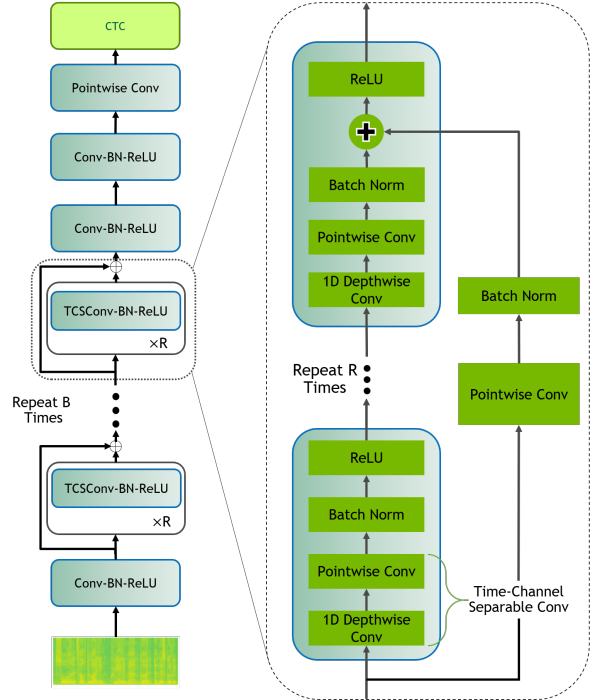 CTC
Pointwise Conv
Conv-BN-ReLU
Conv-BN-ReLU
TCSConv-BN-ReLU
×R
Repeat B
Times
TCSConv-BN-ReLU
×R
Conv-BN-ReLU
ReLU
Batch Norm
Pointwise Conv
1D Depthwise
Conv
Repeat R
Times
ReLU
Batch Norm
Pointwise Conv
1D Depthwise
Conv
Batch Norm
Pointwise Conv
Time-Channel
Separable Conv